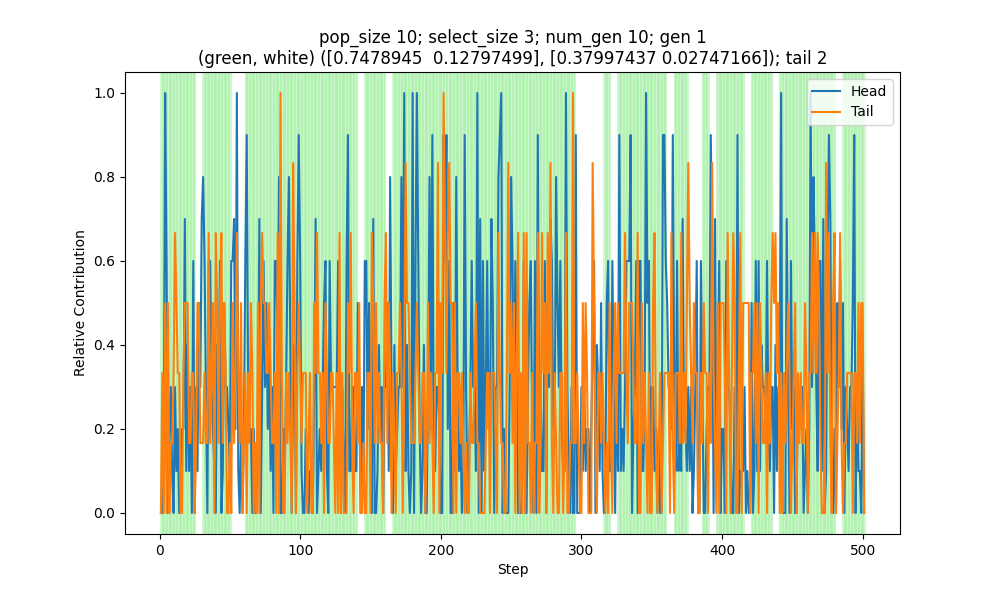 pop_size 10; select_size 3; num_gen 10; gen 1
(green, white) ([0.7478945  0.12797499], [0.37997437 0.02747166]); tail 2
Head
Tail
1.0
0.8
0.6
0.4
0.2
0.0
Relative Contribution
0
100
200
300
400
500
Step